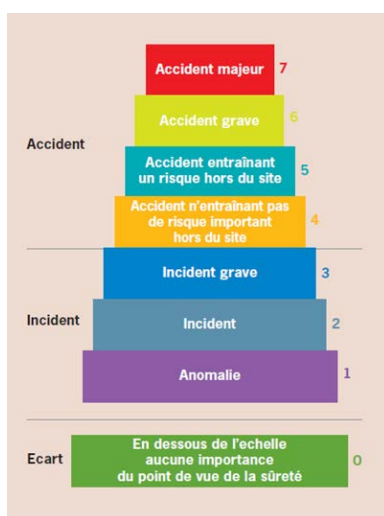 Accident majeur 7
Accident grave 6
Accident
Accident entraînant
un risque hors du site 5
Accident n'entraînant pas
de risque important
hors du site 4
Incident grave 3
Incident
Incident 2
Anomalie 1
Ecart
En dessous de l'echelle
aucune importance
du point de vue de la sûreté 0